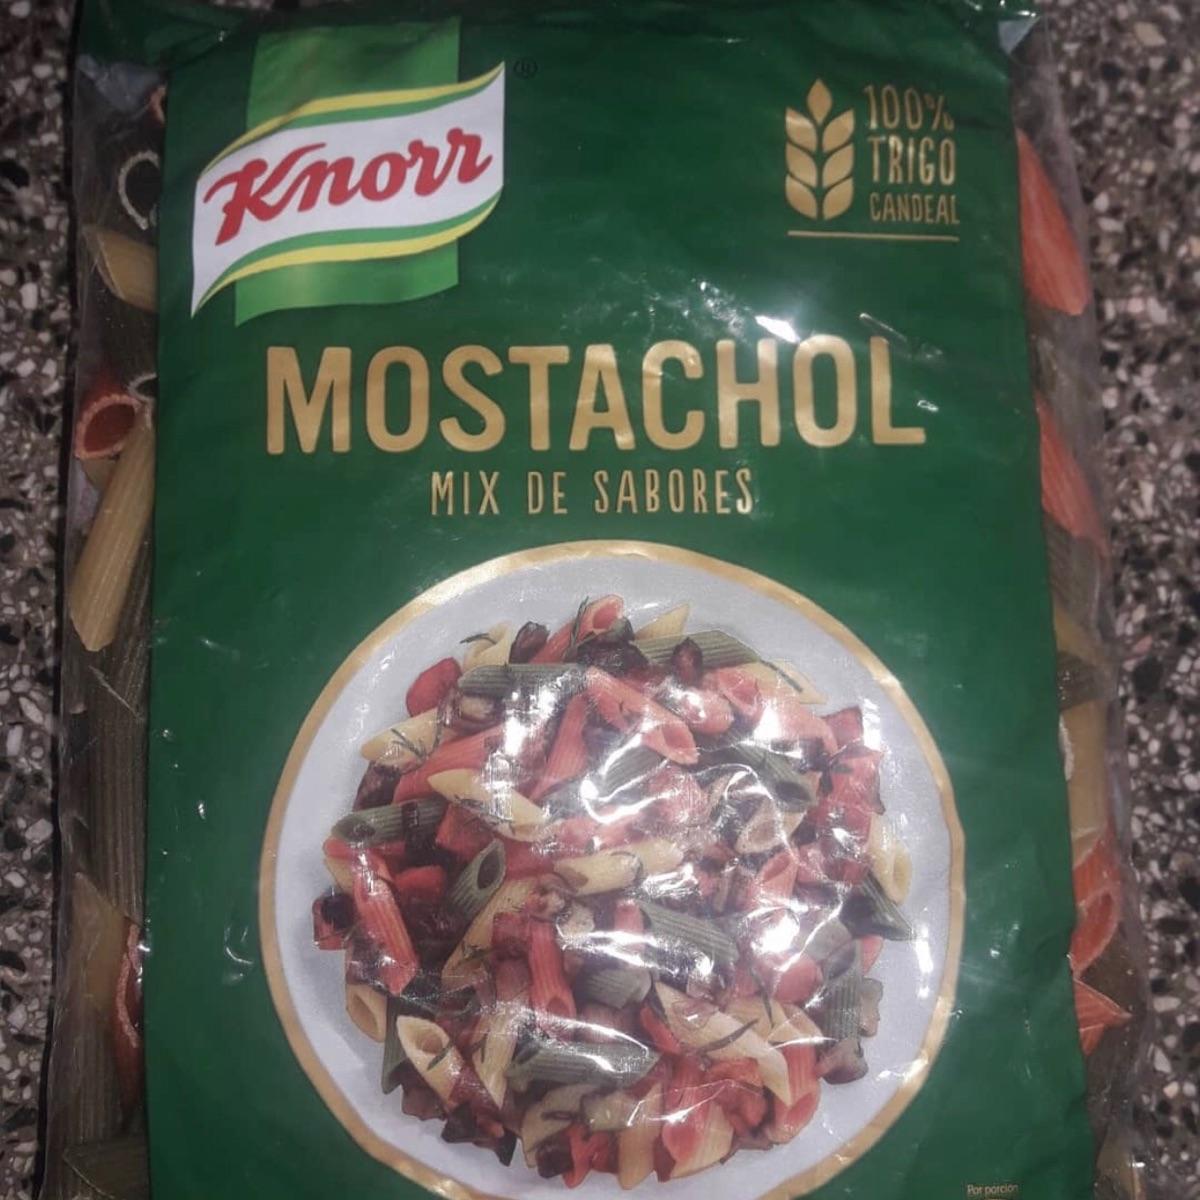 Knorr
®
100%
TRIGO
CANDEAL
MOSTACHOL
MIX DE SABORES
Por porción